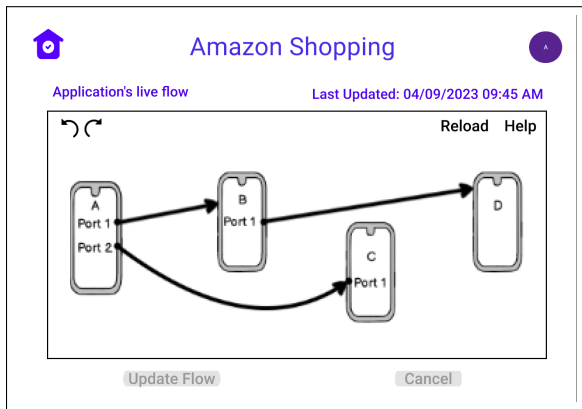 Amazon Shopping
A
Application's live flow
Last Updated: 04/09/2023 09:45 AM
Reload Help
A
Port 1
Port 2
B
Port 1
C
Port 1
D
Update Flow
Cancel